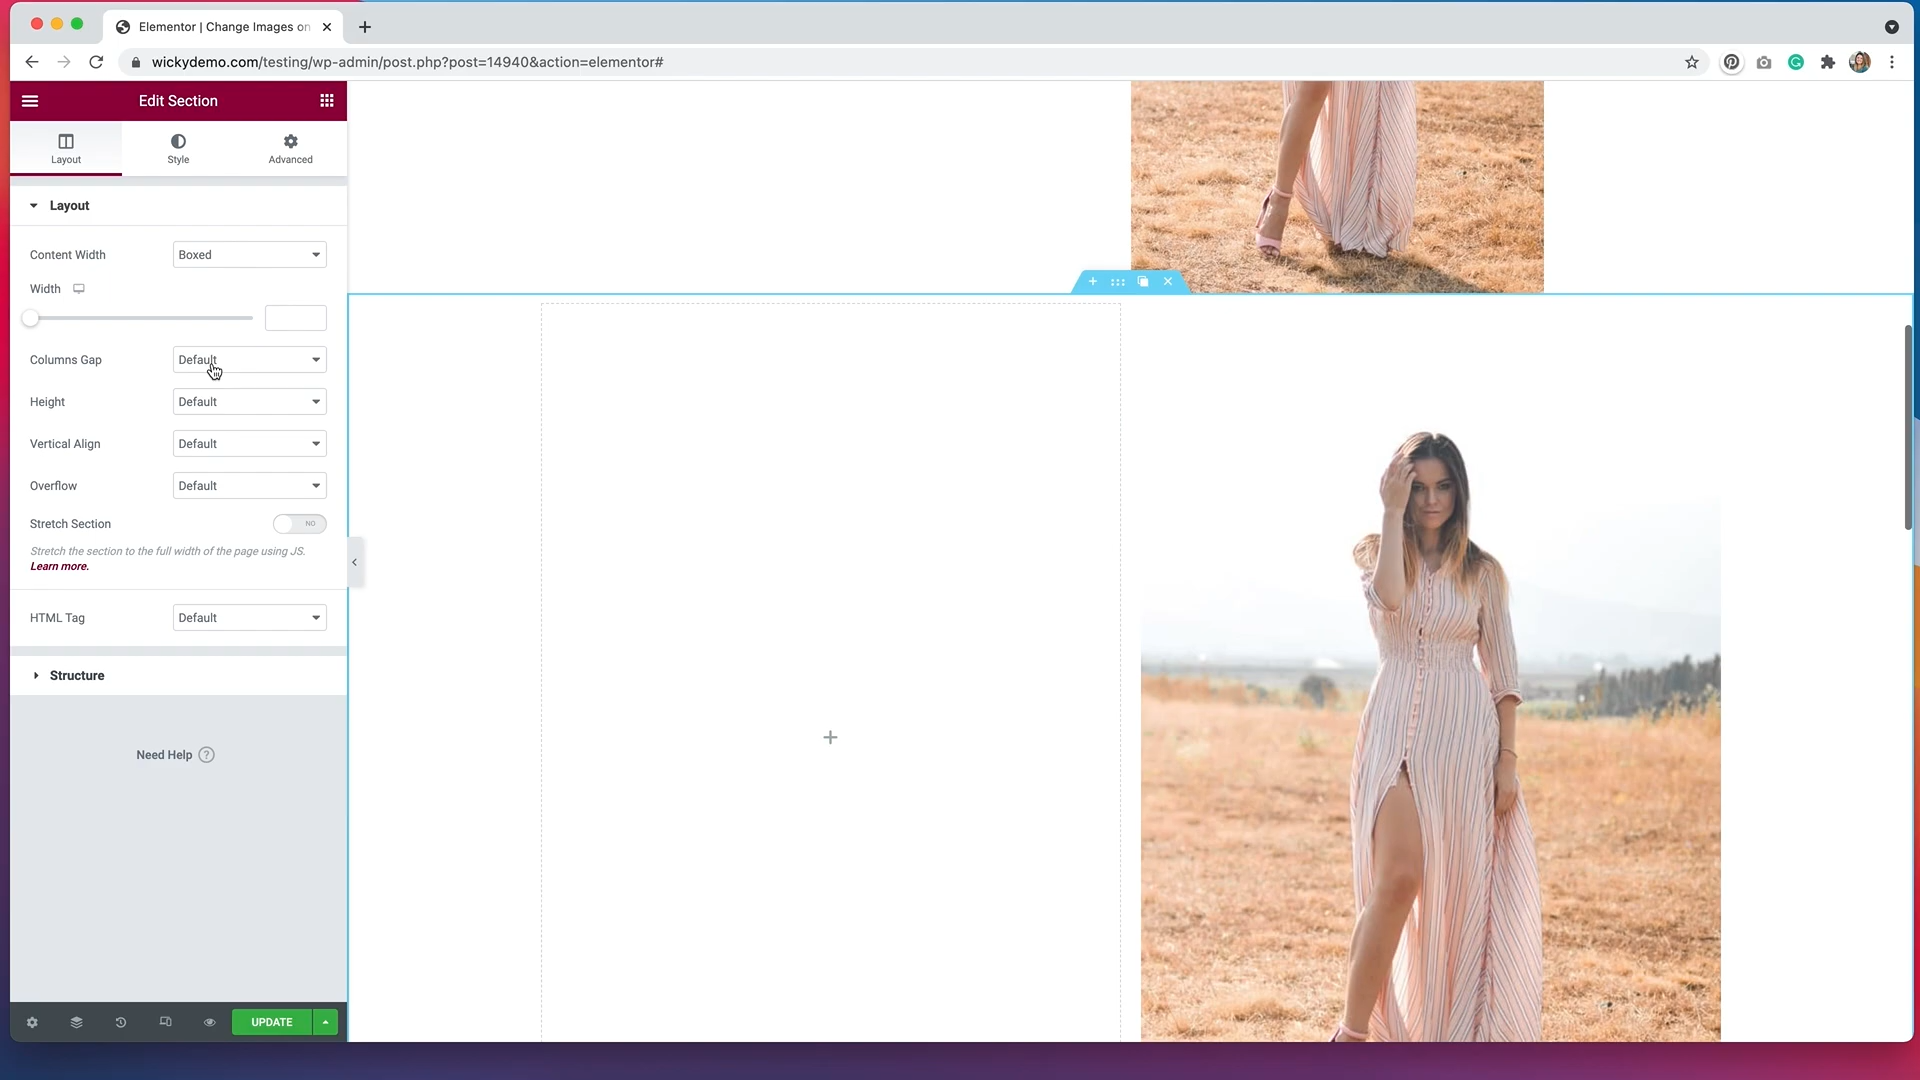 Elementor | Change Images on
wickydemo.com/testing/wp-admin/post.php?post=14940&action=elementor#
Edit Section
Layout
Style
Advanced
Layout
Content Width
Boxed
Width
Columns Gap
Default
Height
Default
Vertical Align
Default
Overflow
Default
Stretch Section
NO
Stretch the section to the full width of the page using JS.
Learn more.
HTML Tag
Default
Structure
Need Help ?
UPDATE